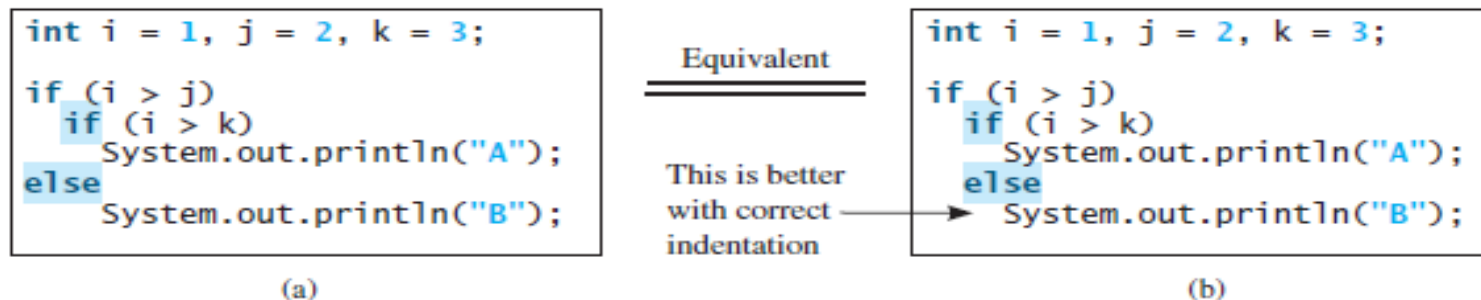 int i = 1, j = 2, k = 3;
if (i > j)
if (i > k)
System.out.println("A");
else
System.out.println("B");
(a)
Equivalent
This is better
with correct
indentation
int i = 1, j = 2, k = 3;
if (i > j)
if (i > k)
System.out.println("A");
else
System.out.println("B");
(b)